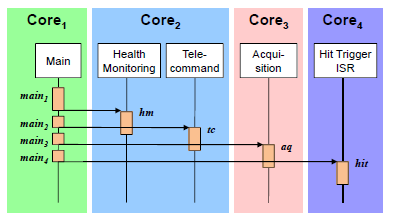 Core1 Core2 Core3 Core4
Main
Health
Monitoring
Tele-
command
Acqui-
sition
Hit Trigger
ISR
main1
hm
main2
tc
main3
aq
main4
hit